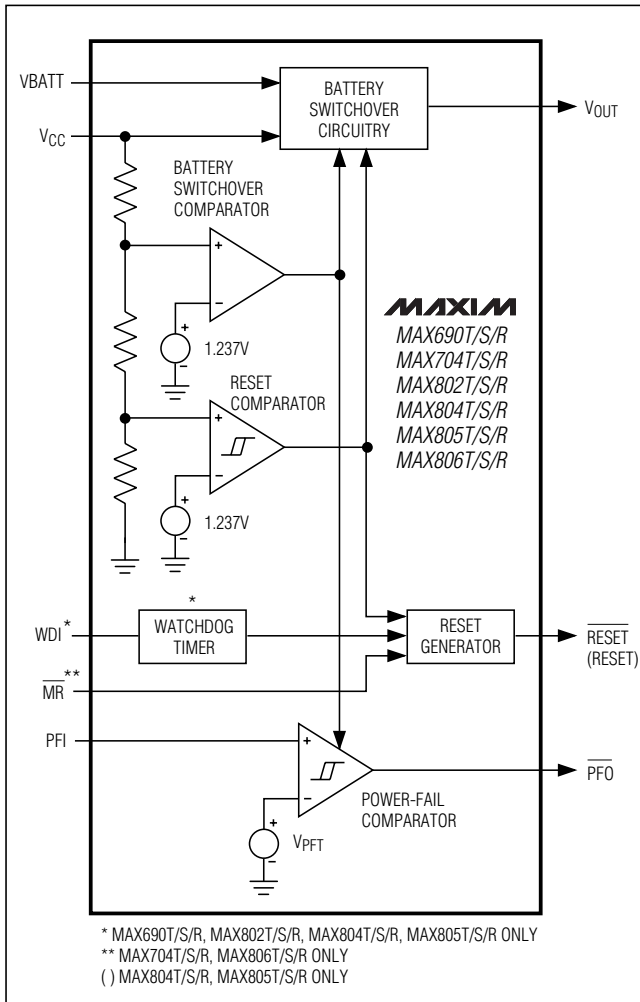 VBATT
VCC
BATTERY
SWITCHOVER
CIRCUITRY
VOUT
BATTERY
SWITCHOVER
COMPARATOR
+
−
+
−
1.237V
MAXIM
MAX690T/S/R
MAX704T/S/R
MAX802T/S/R
MAX804T/S/R
MAX805T/S/R
MAX806T/S/R
RESET
COMPARATOR
+
−
+
−
1.237V
*
WDI*
WATCHDOG
TIMER
RESET
GENERATOR
RESET
(RESET)
MR**
PFI
+
−
PFO
POWER-FAIL
COMPARATOR
+
−
VPFT
* MAX690T/S/R, MAX802T/S/R, MAX804T/S/R, MAX805T/S/R ONLY
** MAX704T/S/R, MAX806T/S/R ONLY
( ) MAX804T/S/R, MAX805T/S/R ONLY